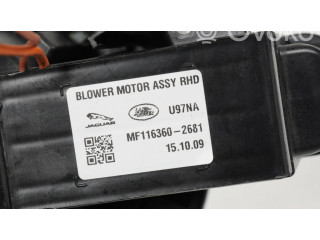 BLOWER MOTOR ASSY RHD
JAGUAR
U97NA
MF116360-2681
15.10.09